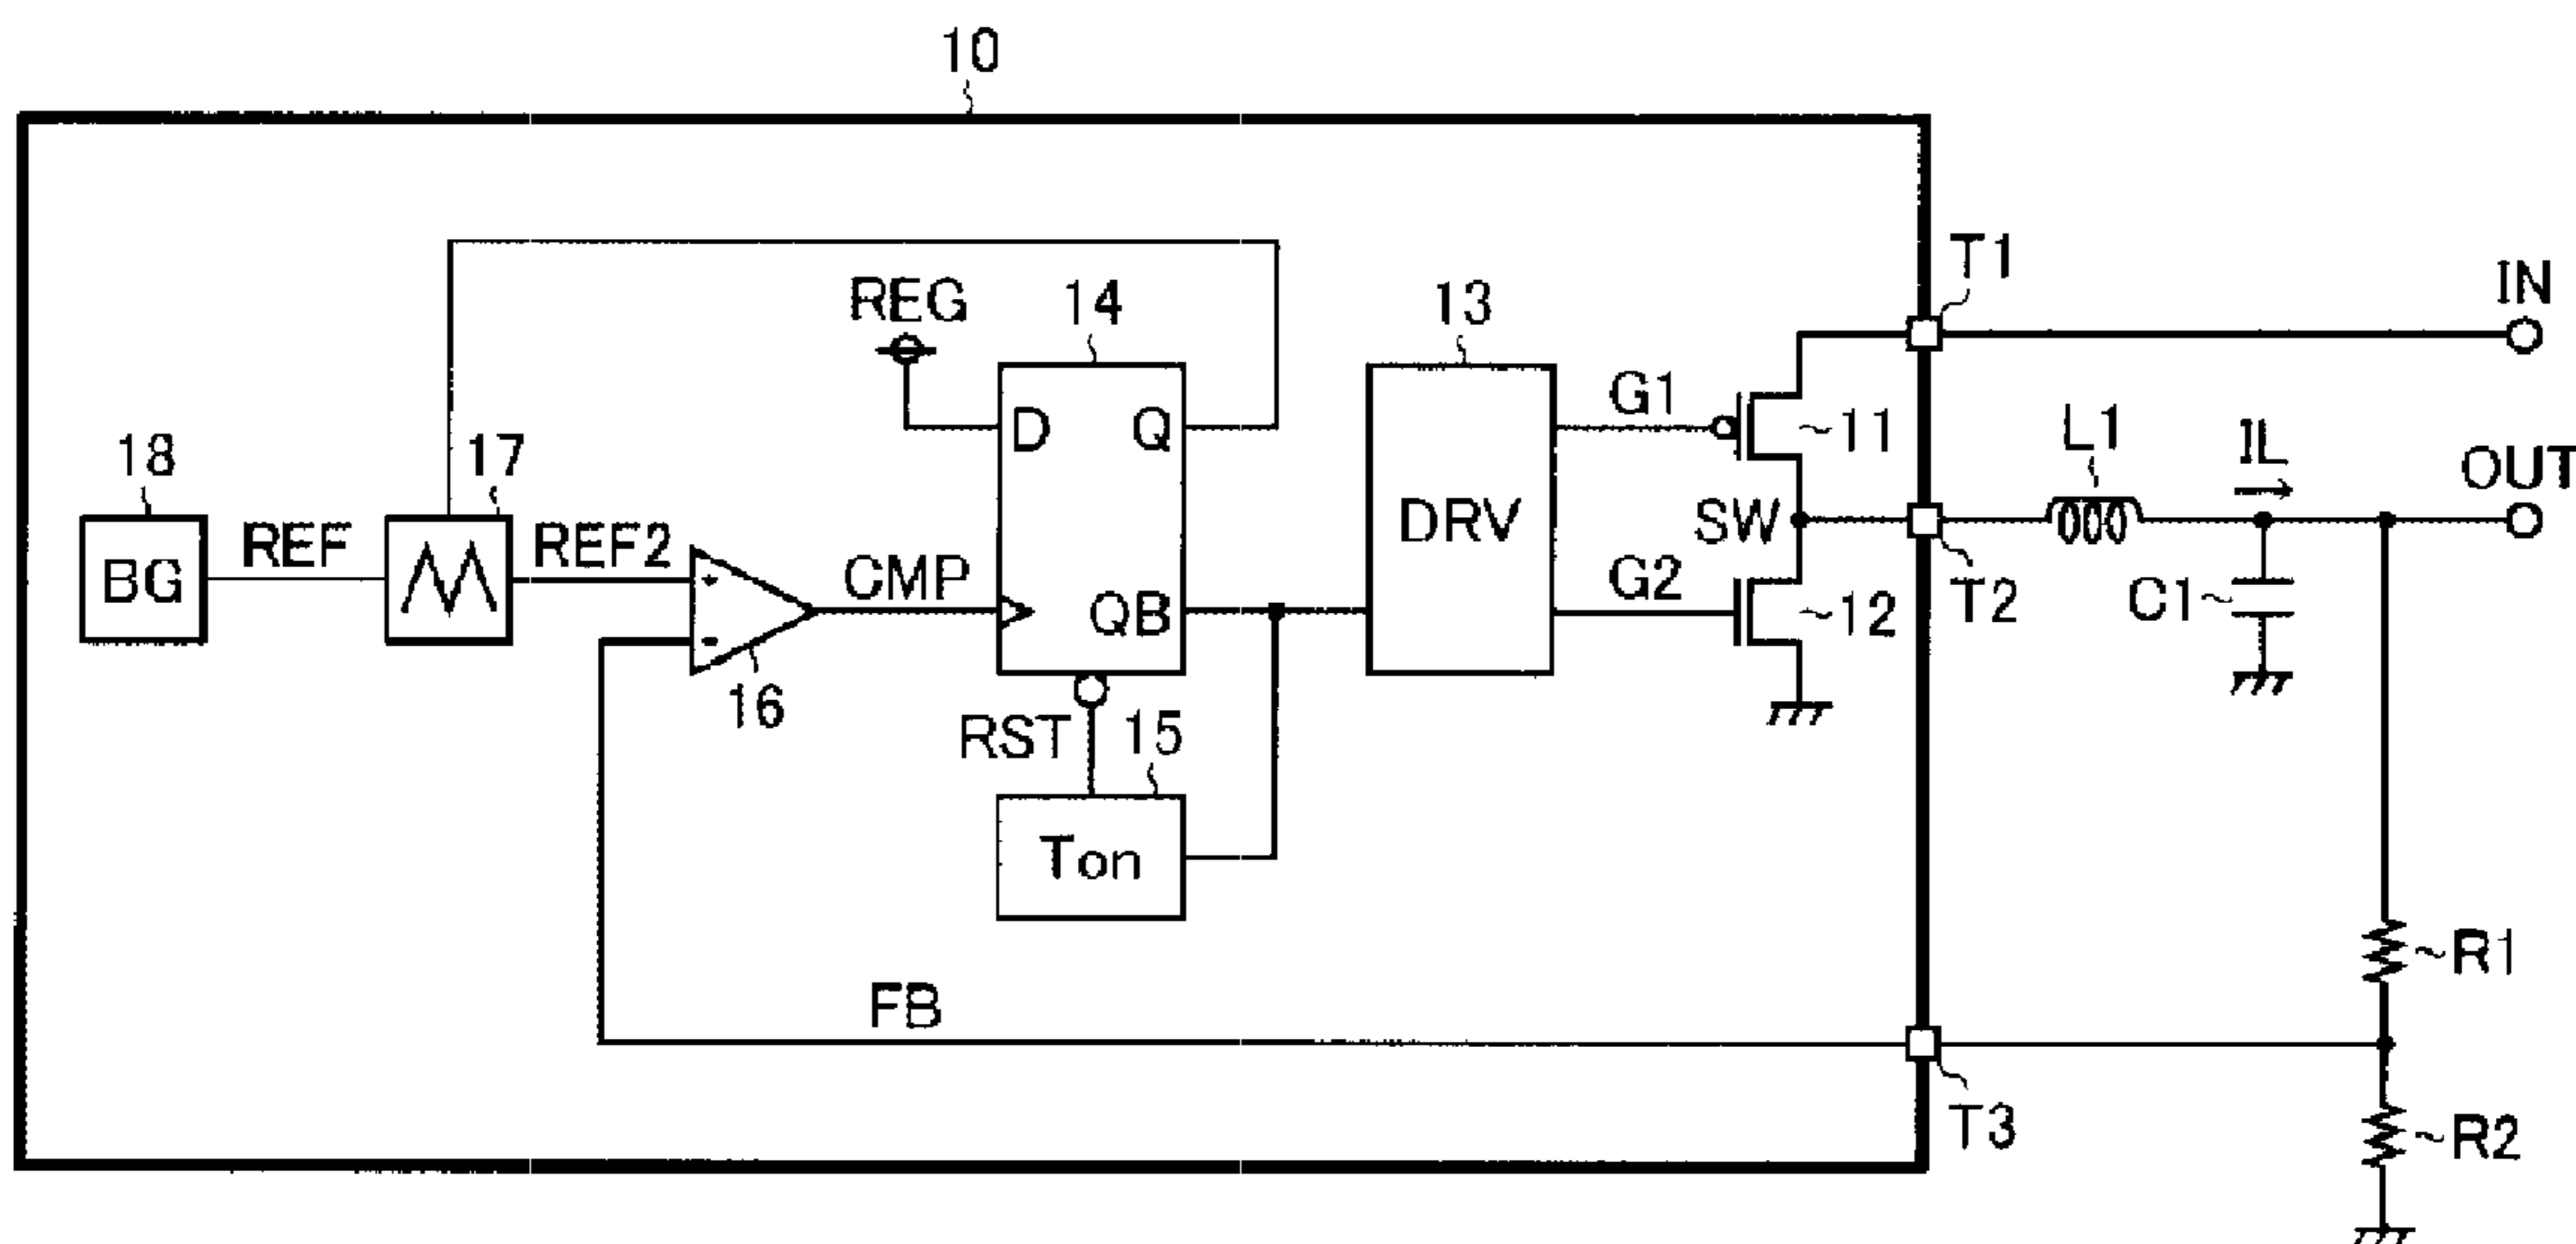 10
T1
IN
REG
14
13
G1
11
L1
IL
OUT
18
17
D
Q
BG
REF
REF2
CMP
DRV
SW
T2
C1
+
-
16
QB
G2
12
RST
15
Ton
R1
FB
T3
R2